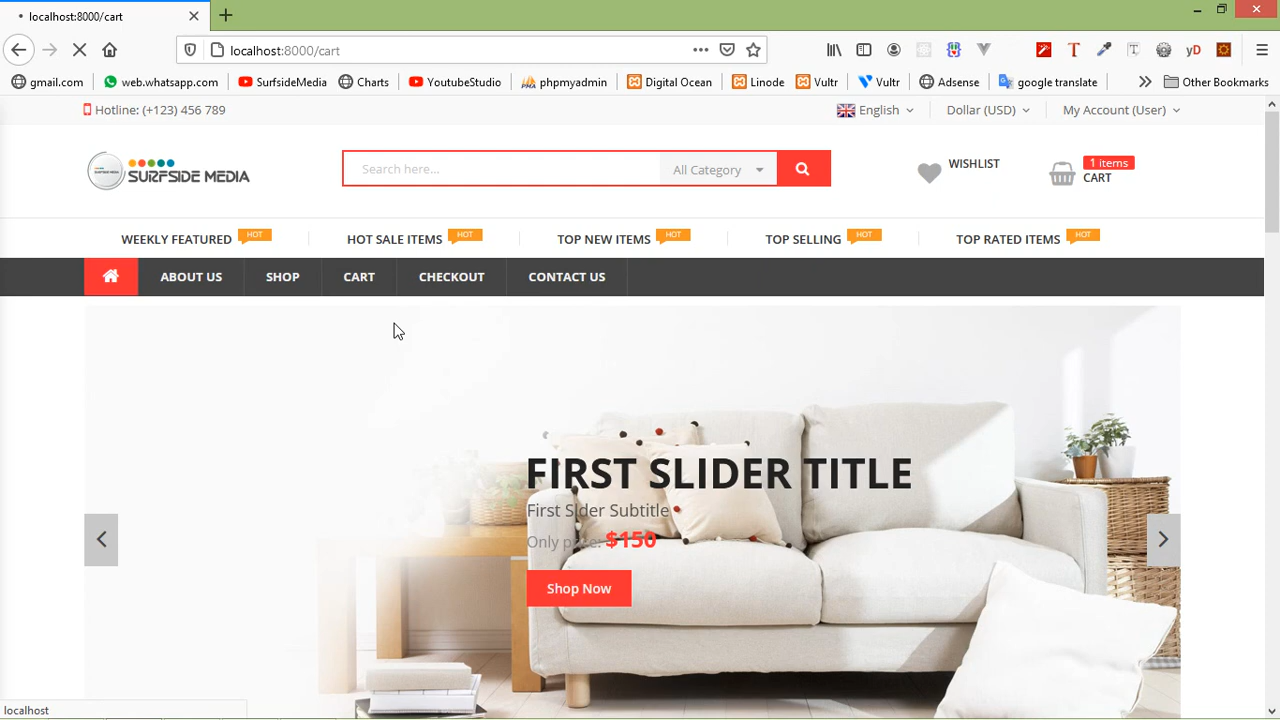 localhost:8000/cart
localhost:8000/cart
gmail.com web.whatsapp.com SurfsideMedia Charts YoutubeStudio phpmyadmin Digital Ocean Linode Vultr Vultr Adsense google translate Other Bookmarks
Hotline: (+123) 456 789 English Dollar (USD) My Account (User)
SURFSIDE MEDIA
Search here... All Category
WISHLIST
1 items
CART
WEEKLY FEATURED HOT HOT SALE ITEMS HOT TOP NEW ITEMS HOT TOP SELLING HOT TOP RATED ITEMS HOT
ABOUT US SHOP CART CHECKOUT CONTACT US
FIRST SLIDER TITLE
First Sider Subtitle
Only price: $150
Shop Now
localhost